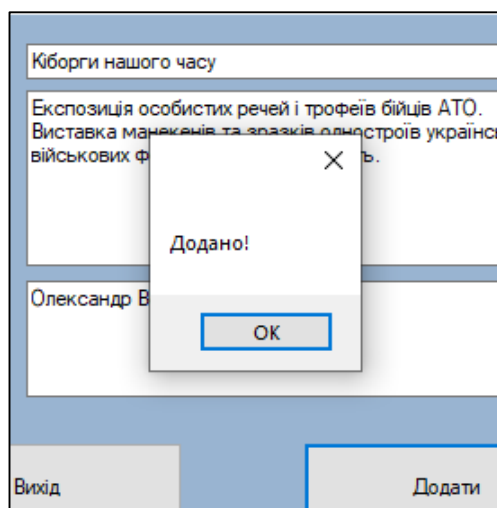 Кіборги нашого часу
Експозиція особистих речей і трофеїв бійців АТО.
Виставка манекенів та зразків одностроїв
військових
Додано!
Олександр
OK
Вихід
Додати